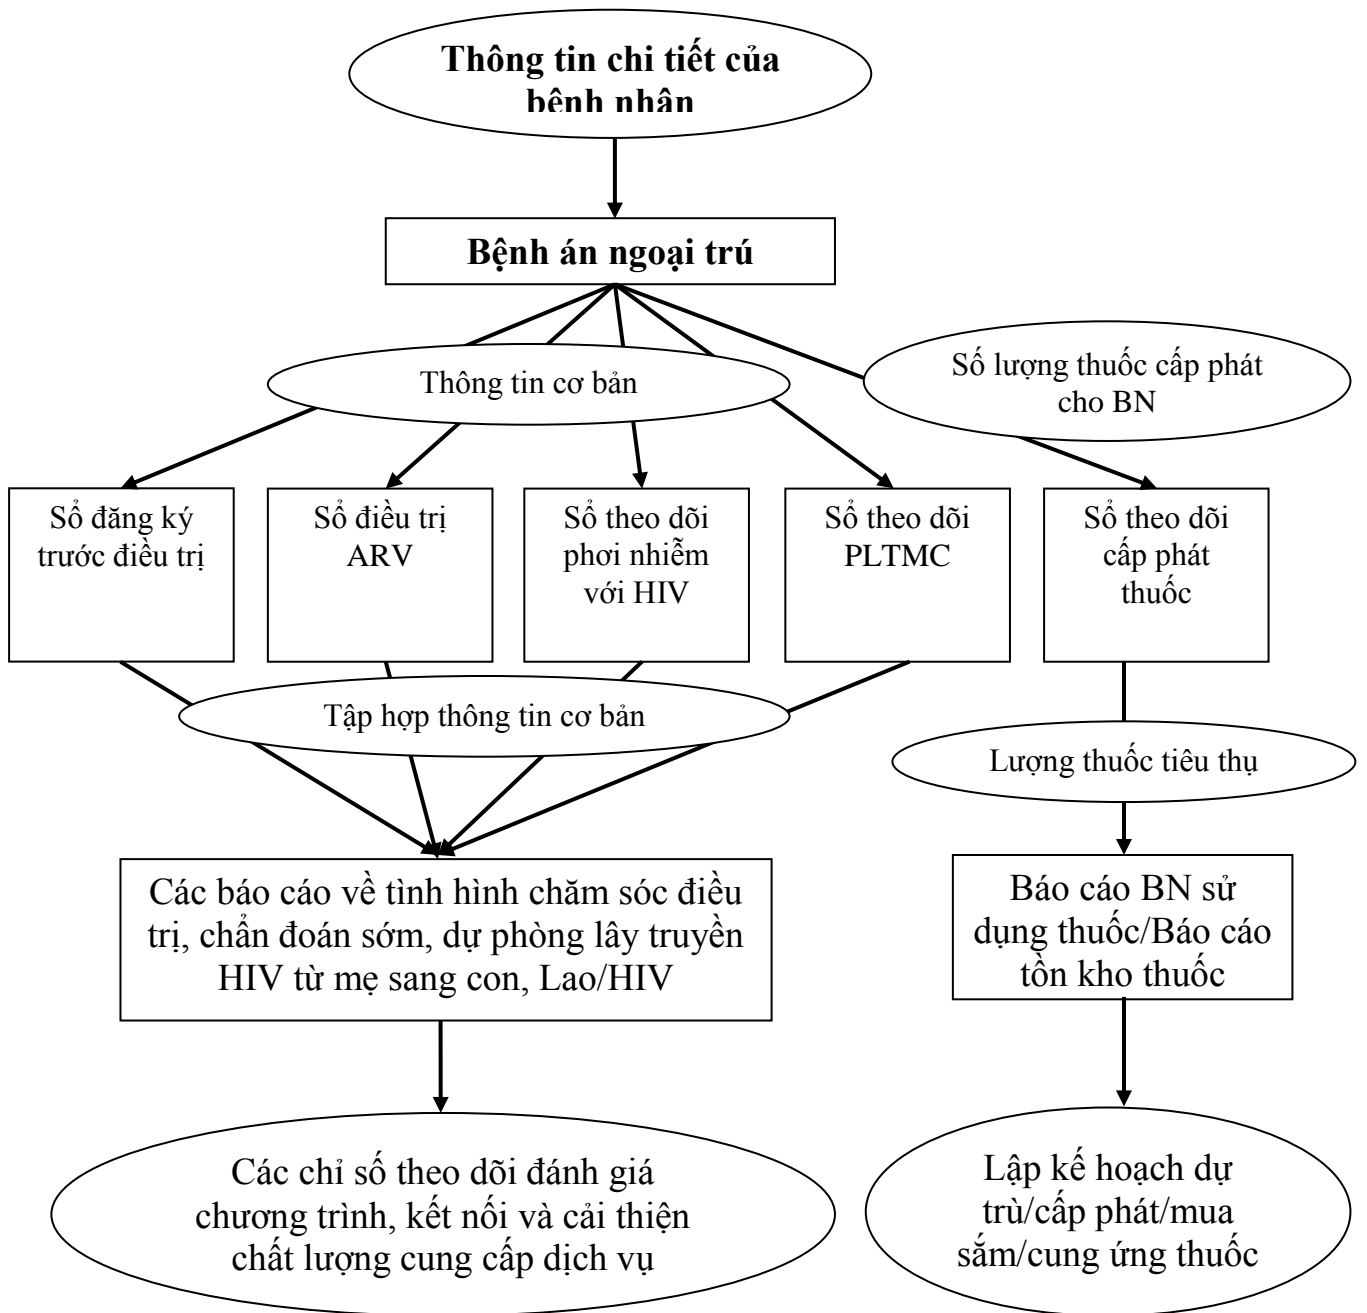 Thông tin chi tiết của
bệnh nhân
Bệnh án ngoại trú
Thông tin cơ bản
Số lượng thuốc cấp phát
cho BN
Sổ đăng ký
trước điều trị
Sổ điều trị
ARV
Sổ theo dõi
phơi nhiễm
với HIV
Sổ theo dõi
PLTMC
Sổ theo dõi
cấp phát
thuốc
Tập hợp thông tin cơ bản
Lượng thuốc tiêu thụ
Các báo cáo về tình hình chăm sóc điều
trị, chẩn đoán sớm, dự phòng lây truyền
HIV từ mẹ sang con, Lao/HIV
Báo cáo BN sử
dụng thuốc/Báo cáo
tồn kho thuốc
Các chỉ số theo dõi đánh giá
chương trình, kết nối và cải thiện
chất lượng cung cấp dịch vụ
Lập kế hoạch dự
trù/cấp phát/mua
sắm/cung ứng thuốc